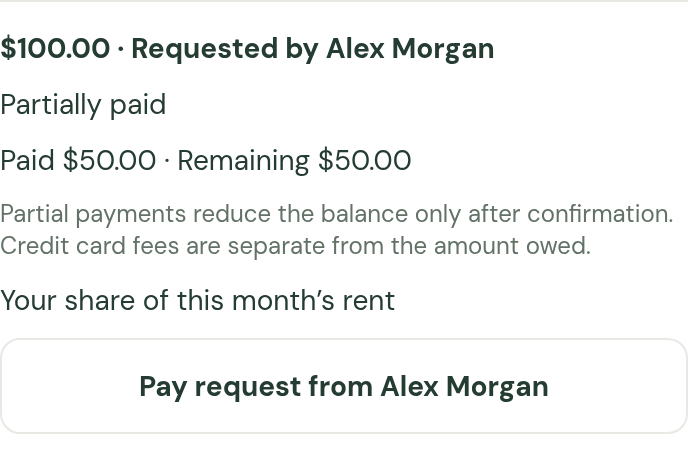 $100.00 · Requested by Alex Morgan
Partially paid
Paid $50.00 · Remaining $50.00
Partial payments reduce the balance only after confirmation.
Credit card fees are separate from the amount owed.
Your share of this month’s rent
Pay request from Alex Morgan